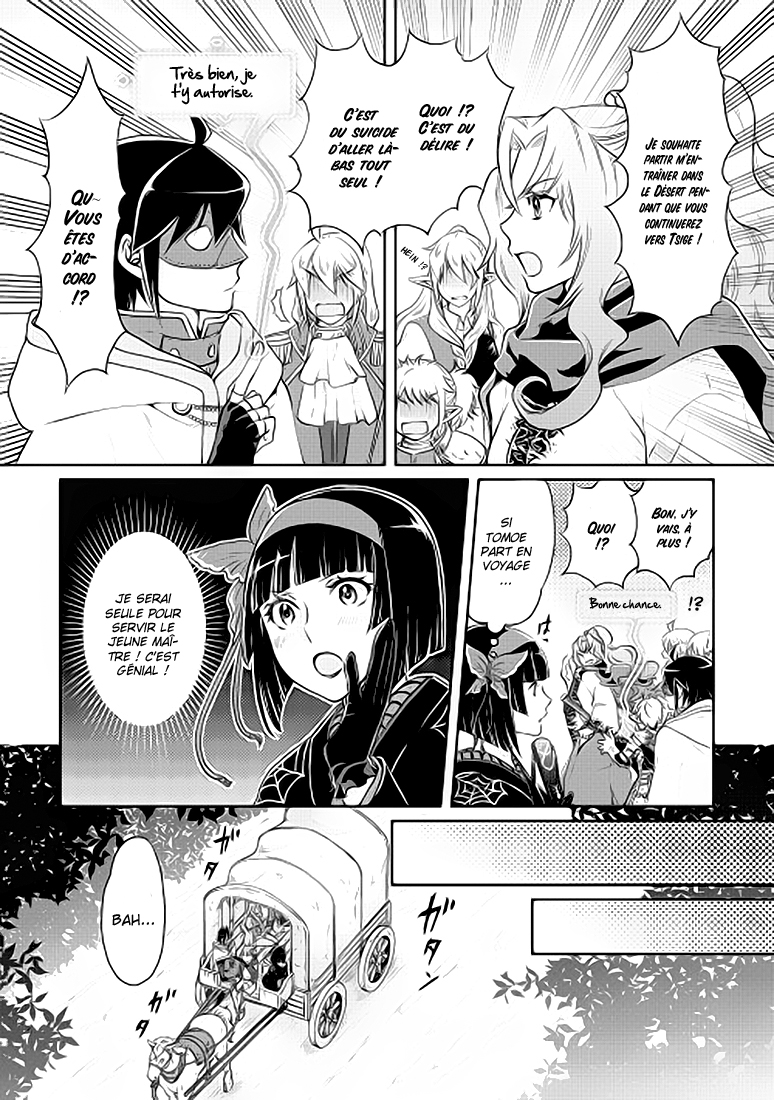 JE SOUHAITE
PARTIR M'EN-
TRAÎNER DANS
LE DÉSERT PEN-
DANT QUE VOUS
CONTINUEREZ
VERS TSIGE !
QUOI !?
C'EST DU
DÉLIRE !
C'EST
DU SUICIDE
D'ALLER LÀ-
BAS TOUT
SEUL !
HEIN !?
Très bien, je
t'y autorise.
QU~
VOUS
ÊTES
D'AC-
CORD
!?
BON, J'Y
VAIS, À
PLUS !
QUOI
!?
Bonne chance.
!?
SI
TOMOE
PART EN
VOYAGE
...
JE SERAI
SEULE POUR
SERVIR LE
JEUNE MAÎ-
TRE ! C'EST
GÉNIAL !
ガタン
ガタ
ガタ
BAH...